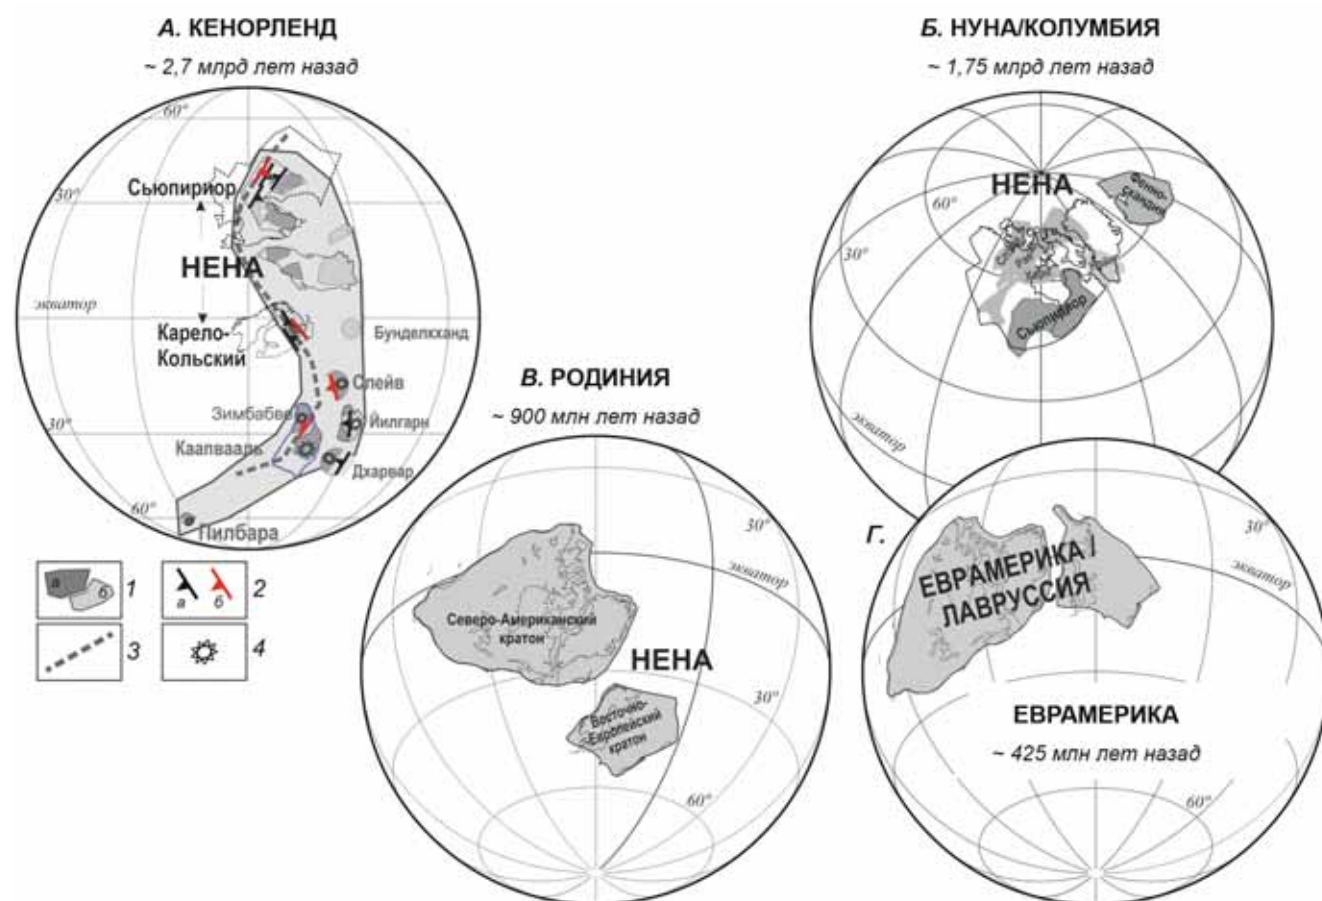 А. КЕНОРЛЕНД
~ 2,7 млрд лет назад
60°
Сьюпириор
30°
НЕНА
экватор
Карело-
Кольский
Бунделкханд
Слейв
Зимбабве
Йилгарн
30°
Каапвааль
Дхарвар
60°
Пилбара
а
б
1
а
б
2
3
4
Б. НУНА/КОЛУМБИЯ
~ 1,75 млрд лет назад
НЕНА
Фенно-
скандия
60°
30°
Сьюпириор
экватор
В. РОДИНИЯ
~ 900 млн лет назад
30°
экватор
Северо-Американский
кратон
НЕНА
30°
Восточно-
Европейский
кратон
60°
Г.
30°
ЕВРАМЕРИКА /
ЛАВРУССИЯ
экватор
ЕВРАМЕРИКА
~ 425 млн лет назад
60°